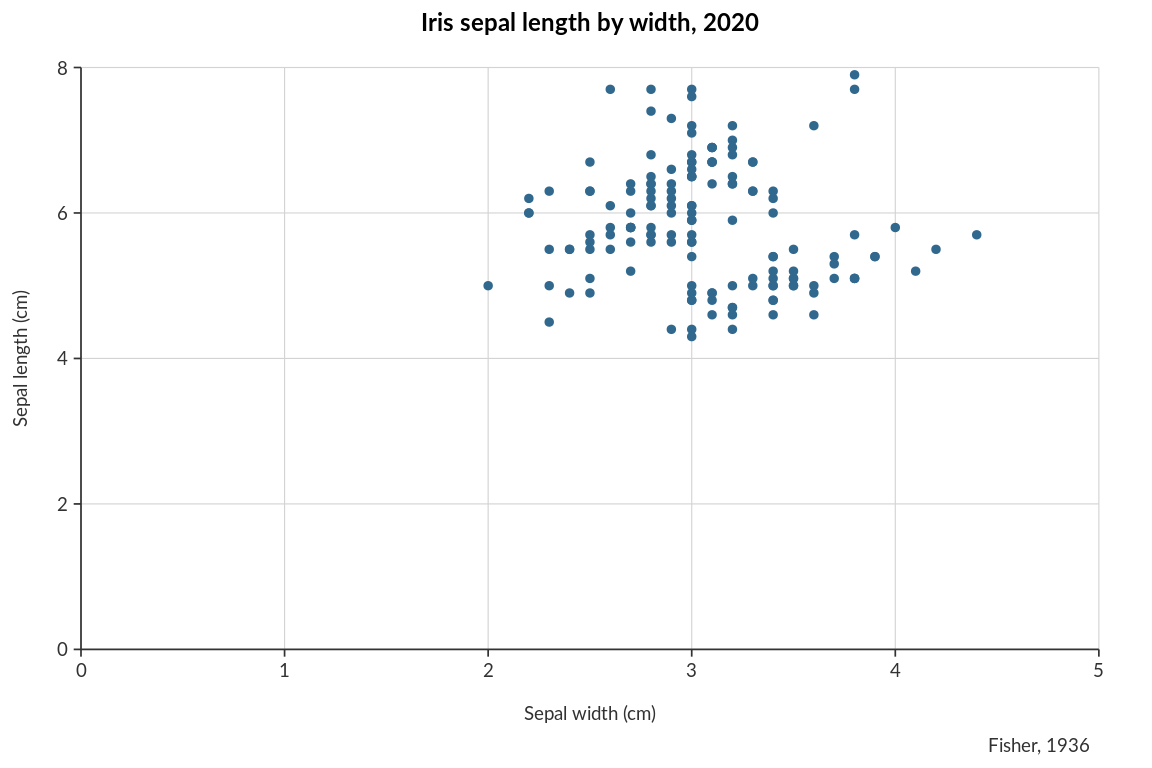 Iris sepal length by width, 2020
8
6
4
2
0
Sepal length (cm)
0 1 2 3 4 5
Sepal width (cm)
Fisher, 1936